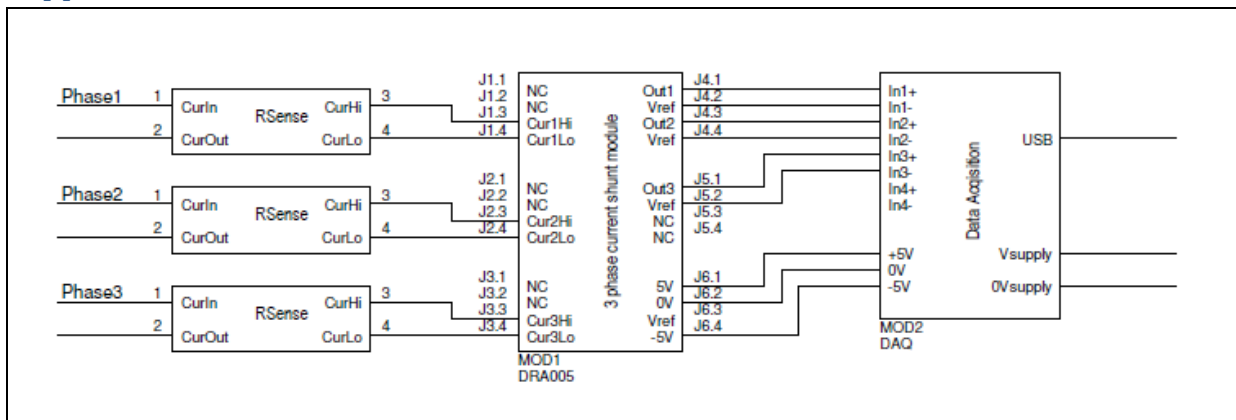 Phase1
1
2
CurIn
CurOut
RSense
CurHi
CurLo
3
4
Phase2
1
2
CurIn
CurOut
RSense
CurHi
CurLo
3
4
Phase3
1
2
CurIn
CurOut
RSense
CurHi
CurLo
3
4
J1.1
J1.2
J1.3
J1.4
NC
NC
Cur1Hi
Cur1Lo
J2.1
J2.2
J2.3
J2.4
NC
NC
Cur2Hi
Cur2Lo
J3.1
J3.2
J3.3
J3.4
NC
NC
Cur3Hi
Cur3Lo
3 phase current shunt module
Out1
Vref
Out2
Vref
J4.1
J4.2
J4.3
J4.4
Out3
Vref
NC
NC
J5.1
J5.2
J5.3
J5.4
5V
0V
Vref
-5V
J6.1
J6.2
J6.3
J6.4
MOD1
DRA005
In1+
In1-
In2+
In2-
In3+
In3-
In4+
In4-
+5V
0V
-5V
Data Acqisition
USB
Vsupply
0Vsupply
MOD2
DAQ